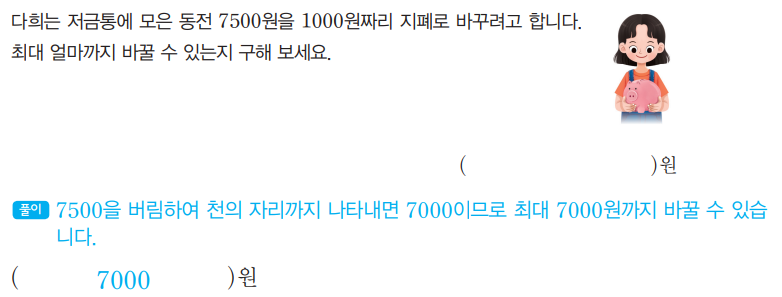 다희는 저금통에 모은 동전 7500원을 1000원짜리 지폐로 바꾸려고 합니다.
최대 얼마까지 바꿀 수 있는지 구해 보세요.
( )원
풀이 7500을 버림하여 천의 자리까지 나타내면 7000이므로 최대 7000원까지 바꿀 수 있습
니다.
( 7000 )원